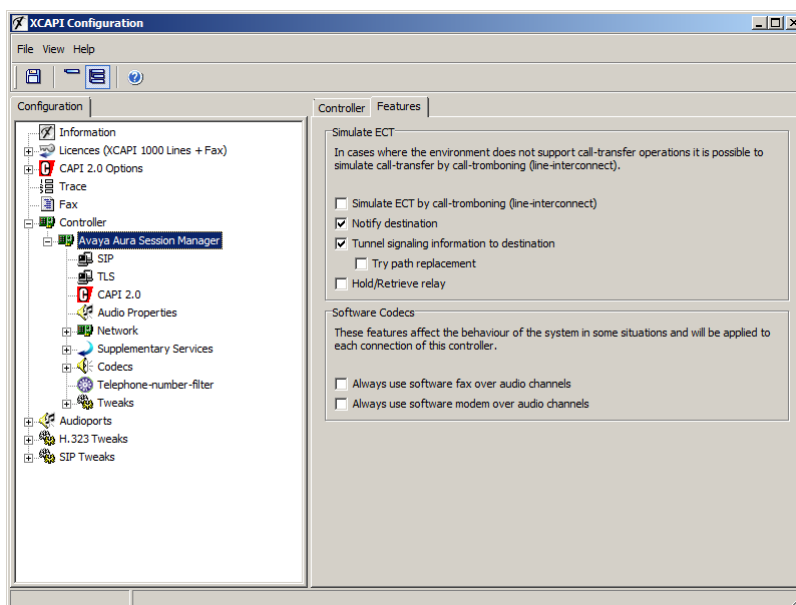 XCAPI Configuration
File View Help
Configuration
Information
Licences (XCAPI 1000 Lines + Fax)
CAPI 2.0 Options
Trace
Fax
Controller
Avaya Aura Session Manager
SIP
TLS
CAPI 2.0
Audio Properties
Network
Supplementary Services
Codecs
Telephone-number-filter
Tweaks
Audioports
H.323 Tweaks
SIP Tweaks
Controller Features
Simulate ECT
In cases where the environment does not support call-transfer operations it is possible to
simulate call-transfer by call-tromboning (line-interconnect).
Simulate ECT by call-tromboning (line-interconnect)
Notify destination
Tunnel signaling information to destination
Try path replacement
Hold/Retrieve relay
Software Codecs
These features affect the behaviour of the system in some situations and will be applied to
each connection of this controller.
Always use software fax over audio channels
Always use software modem over audio channels